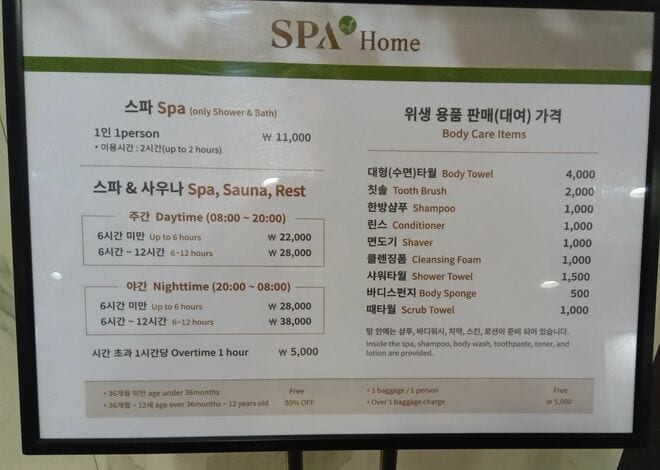 SPA at Home
스파 Spa (only Shower & Bath)
1인 1person ₩ 11,000
* 이용시간 : 2시간(up to 2 hours)
스파 & 사우나 Spa, Sauna, Rest
주간 Daytime (08:00 ~ 20:00)
6시간 미만 Up to 6 hours ₩ 22,000
6시간 ~ 12시간 6~12 hours ₩ 28,000
야간 Nighttime (20:00 ~ 08:00)
6시간 미만 Up to 6 hours ₩ 28,000
6시간 ~ 12시간 6~12 hours ₩ 38,000
시간 초과 1시간당 Overtime 1 hour ₩ 5,000
위생 용품 판매(대여) 가격
Body Care Items
대형(수면)타월 Body Towel 4,000
칫솔 Tooth Brush 2,000
한방샴푸 Shampoo 1,000
린스 Conditioner 1,000
면도기 Shaver 1,000
클렌징폼 Cleansing Foam 1,000
샤워타월 Shower Towel 1,500
바디스펀지 Body Sponge 500
때타월 Scrub Towel 1,000
탕 안에는 샴푸, 바디워시, 치약, 스킨, 로션이 준비 되어 있습니다.
Inside the spa, shampoo, body wash, toothpaste, toner, and
lotion are provided.
• 36개월 미만 age under 36months Free
• 36개월 ~ 12세 age over 36months ~ 12 years old 50% OFF
• 1 baggage / 1 person Free
• Over 1 baggage charge ₩ 5,000